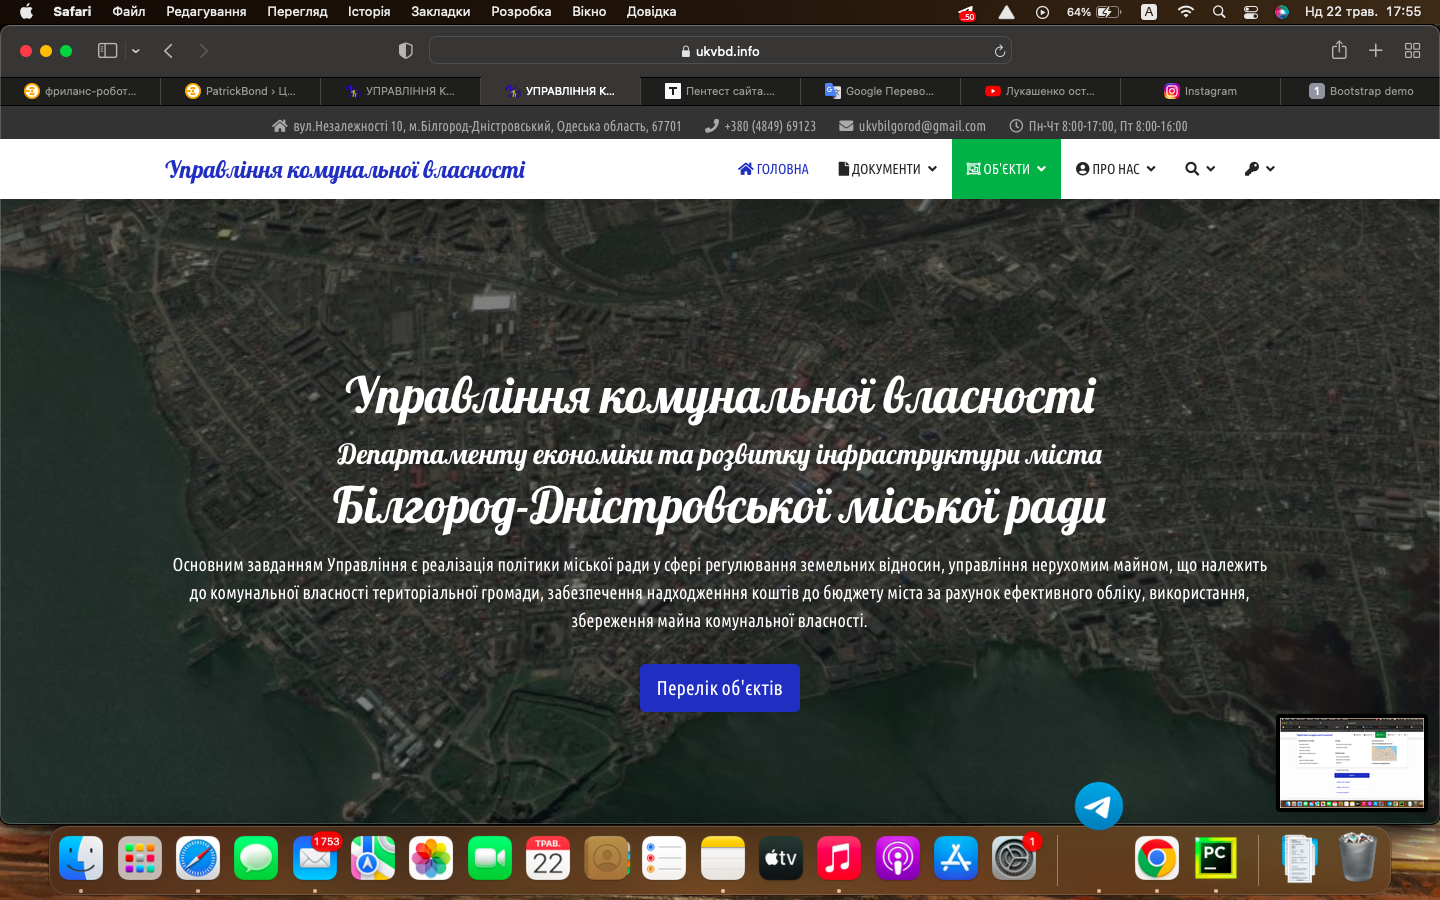 Safari Файл Редагування Перегляд Історія Закладки Розробка Вікно Довідка 50 64% A Нд 22 трав. 17:55
ukvbd.info
фриланс-робот... PatrickBond › Ц... УПРАВЛІННЯ К... УПРАВЛІННЯ К... T Пентест сайта.... Google Перево... Лукашенко ост... Instagram 1 Bootstrap demo
вул.Незалежності 10, м.Білгород-Дністровський, Одеська область, 67701 +380 (4849) 69123 ukvbilgorod@gmail.com Пн-Чт 8:00-17:00, Пт 8:00-16:00
Управління комунальної власності ГОЛОВНА ДОКУМЕНТИ ОБ'ЄКТИ ПРО НАС
Управління комунальної власності
Департаменту економіки та розвитку інфраструктури міста
Білгород-Дністровської міської ради
Основним завданням Управління є реалізація політики міської ради у сфері регулювання земельних відносин, управління нерухомим майном, що належить
до комунальної власності територіальної громади, забезпечення надходженння коштів до бюджету міста за рахунок ефективного обліку, використання,
збереження майна комунальної власності.
Перелік об'єктів
1 753 ТРАВ. 22 tv 1 PC